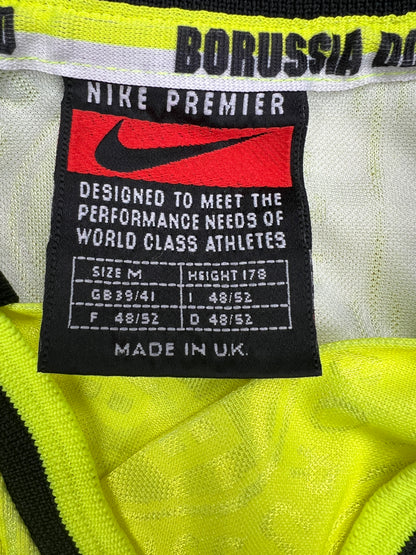 BORUSSIA DO
NIKE PREMIER
DESIGNED TO MEET THE
PERFORMANCE NEEDS OF
WORLD CLASS ATHLETES
SIZE M HEIGHT 178
GB 39/41 I 48/52
F 48/52 D 48/52
MADE IN U.K.